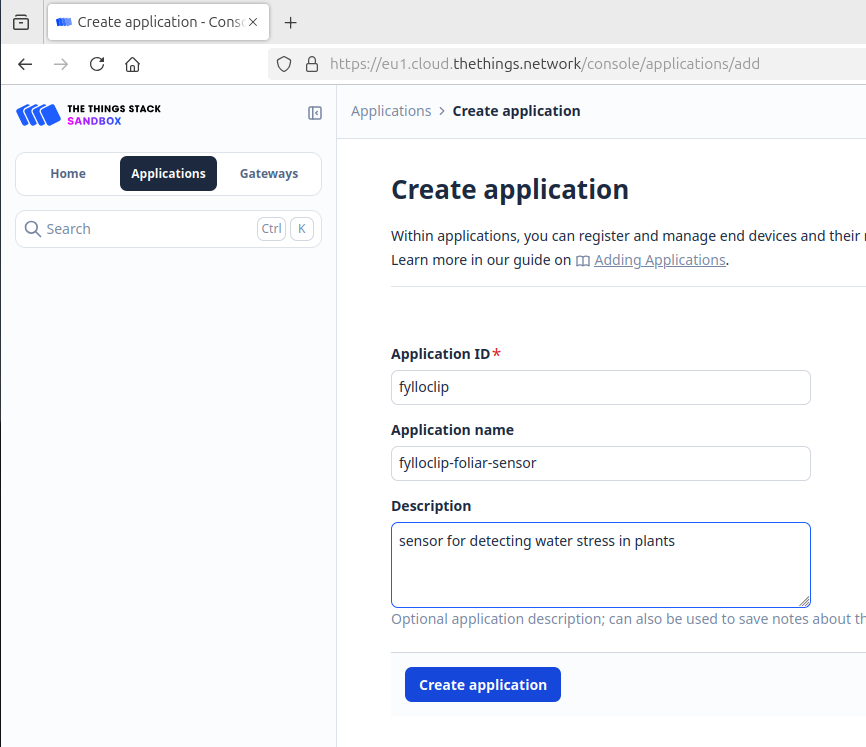 Create application - Cons
https://eu1.cloud.thethings.network/console/applications/add
THE THINGS STACK
SANDBOX
Home
Applications
Gateways
Search
Ctrl
K
Applications > Create application
Create application
Within applications, you can register and manage end devices and their
Learn more in our guide on Adding Applications.
Application ID*
fylloclip
Application name
fylloclip-foliar-sensor
Description
sensor for detecting water stress in plants
Optional application description; can also be used to save notes about th
Create application